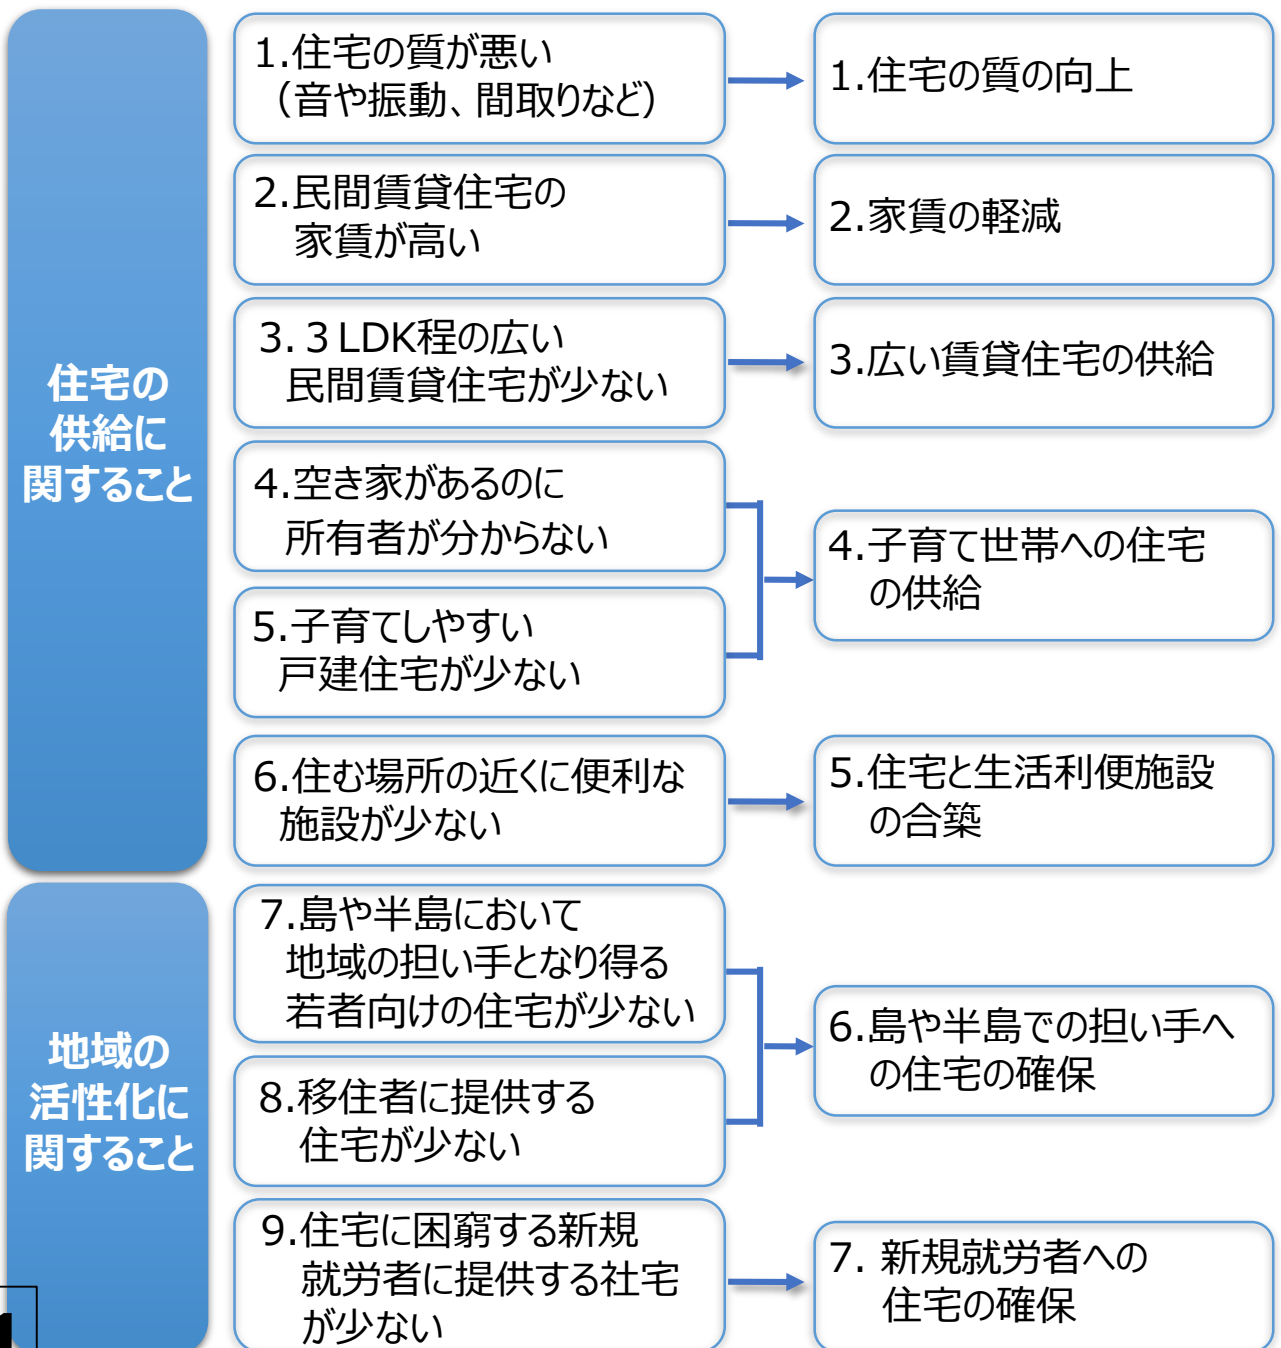 住宅の
供給に
関すること
1.住宅の質が悪い
（音や振動、間取りなど）
1.住宅の質の向上
2.民間賃貸住宅の
家賃が高い
2.家賃の軽減
3.３LDK程の広い
民間賃貸住宅が少ない
3.広い賃貸住宅の供給
4.空き家があるのに
所有者が分からない
5.子育てしやすい
戸建住宅が少ない
4.子育て世帯への住宅
の供給
6.住む場所の近くに便利な
施設が少ない
5.住宅と生活利便施設
の合築
地域の
活性化に
関すること
7.島や半島において
地域の担い手となり得る
若者向けの住宅が少ない
8.移住者に提供する
住宅が少ない
6.島や半島での担い手へ
の住宅の確保
9.住宅に困窮する新規
就労者に提供する社宅
が少ない
7. 新規就労者への
住宅の確保